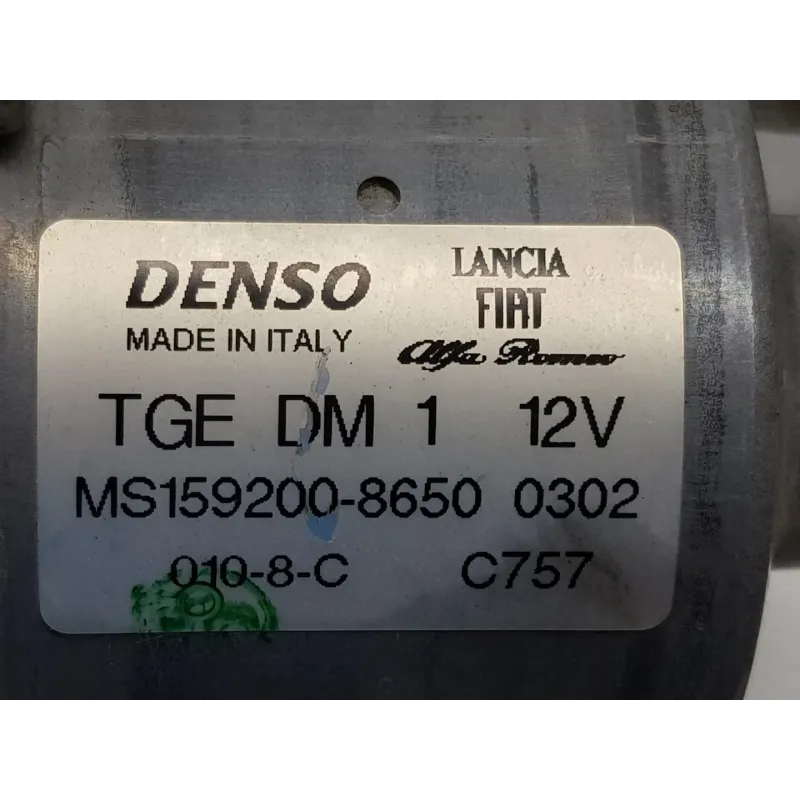 DENSO
MADE IN ITALY
LANCIA
FIAT
Alfa Romeo
TGE DM 1 12V
MS159200-8650 0302
010-8-C C757